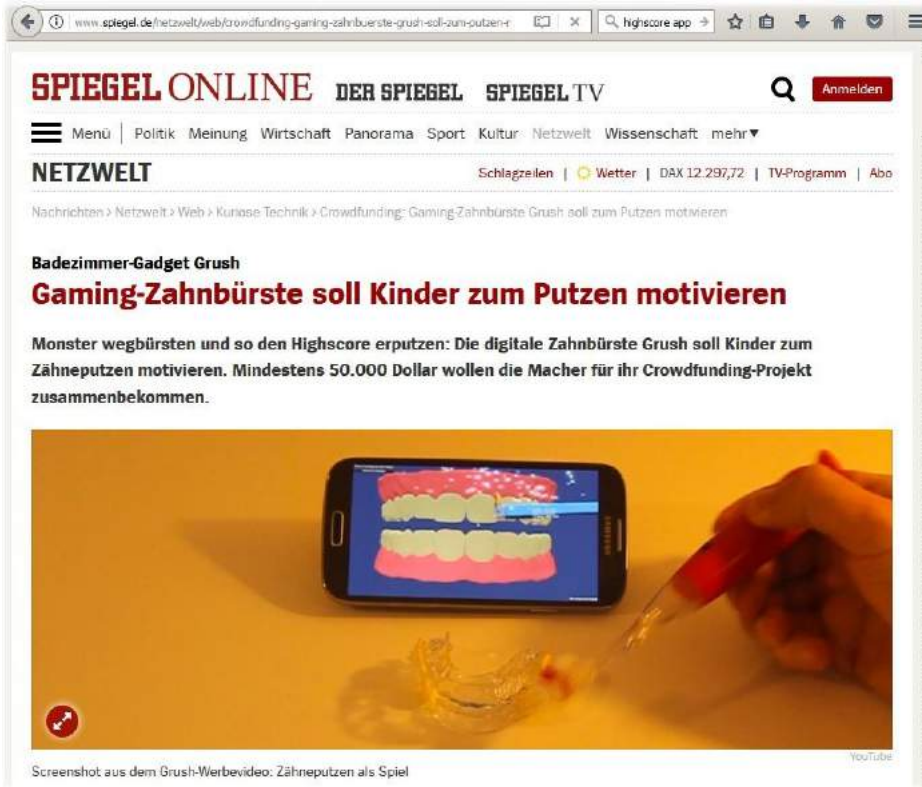 www.spiegel.de/netzwelt/web/crowdfunding-gaming-zahnbuerste-grush-soll-zum-putzen-r
highscore app
SPIEGEL ONLINE DER SPIEGEL SPIEGEL TV
Anmelden
Menü | Politik Meinung Wirtschaft Panorama Sport Kultur Netzwelt Wissenschaft mehr▼
NETZWELT
Schlagzeilen | Wetter | DAX 12.297,72 | TV-Programm | Abo
Nachrichten > Netzwelt > Web > Kuriose Technik > Crowdfunding: Gaming-Zahnbürste Grush soll zum Putzen motivieren
Badezimmer-Gadget Grush
Gaming-Zahnbürste soll Kinder zum Putzen motivieren
Monster wegbürsten und so den Highscore erputzen: Die digitale Zahnbürste Grush soll Kinder zum
Zähneputzen motivieren. Mindestens 50.000 Dollar wollen die Macher für ihr Crowdfunding-Projekt
zusammenbekommen.
SAMSUNG
YouTube
Screenshot aus dem Grush-Werbevideo: Zähneputzen als Spiel